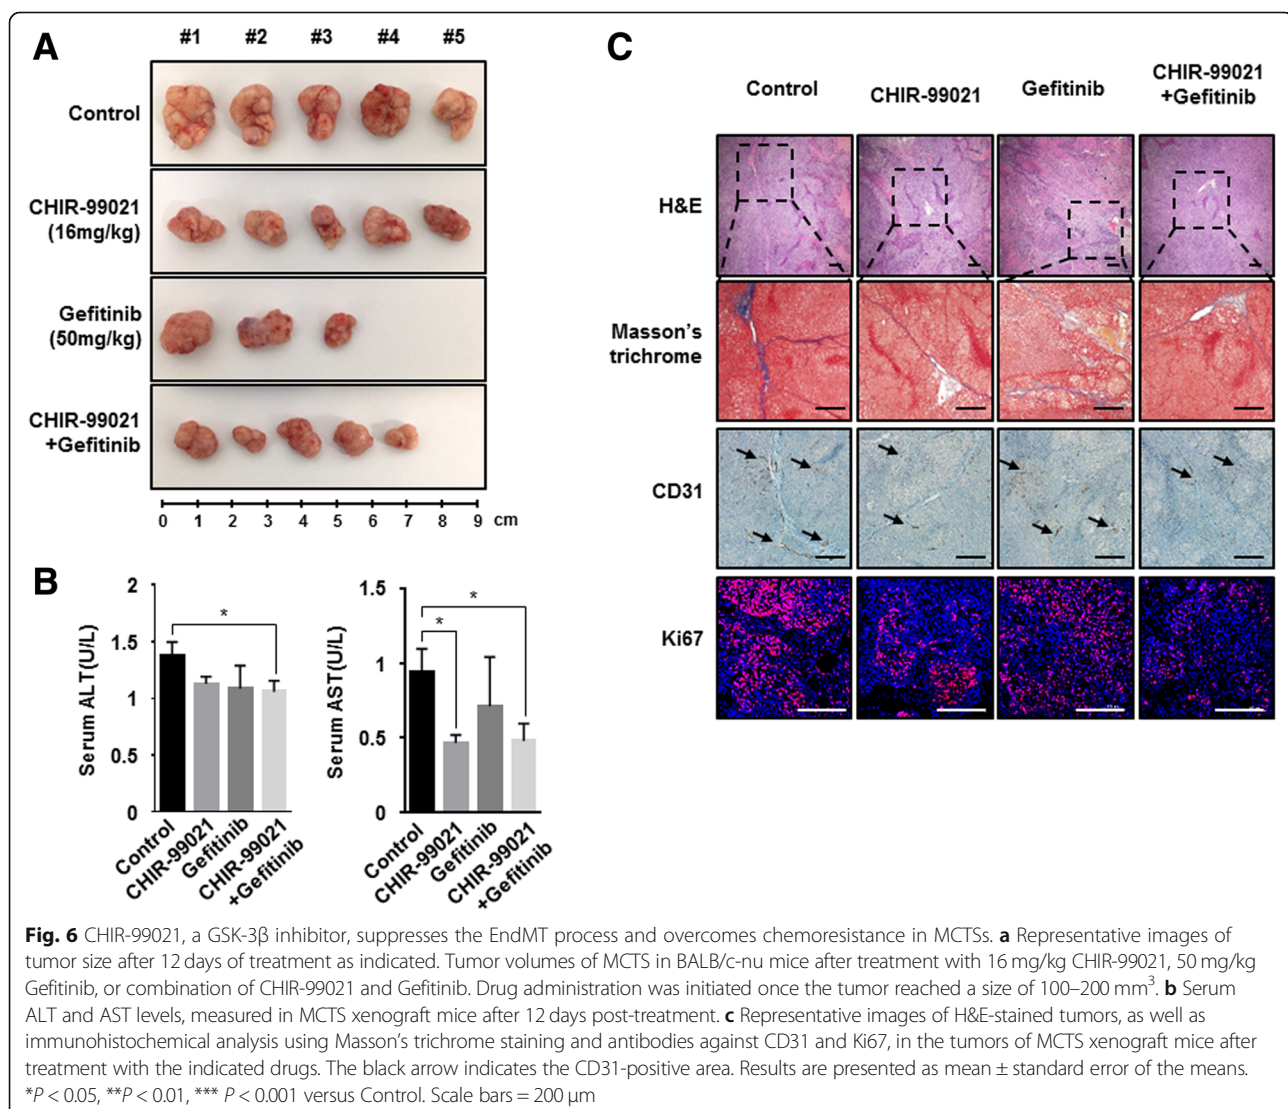 A
#1 #2 #3 #4 #5
Control
CHIR-99021
(16mg/kg)
Gefitinib
(50mg/kg)
CHIR-99021
+Gefitinib
0 1 2 3 4 5 6 7 8 9 cm
B
Serum ALT(U/L)
2
1.5
1
0.5
0
*
Control
CHIR-99021
Gefitinib
CHIR-99021
+Gefitinib
Serum AST(U/L)
1.5
1
0.5
0
*
*
Control
CHIR-99021
Gefitinib
CHIR-99021
+Gefitinib
C
Control
CHIR-99021
Gefitinib
CHIR-99021
+Gefitinib
H&E
Masson's
trichrome
CD31
Ki67
Fig. 6 CHIR-99021, a GSK-3β inhibitor, suppresses the EndMT process and overcomes chemoresistance in MCTSs. a Representative images of
tumor size after 12 days of treatment as indicated. Tumor volumes of MCTS in BALB/c-nu mice after treatment with 16 mg/kg CHIR-99021, 50 mg/kg
Gefitinib, or combination of CHIR-99021 and Gefitinib. Drug administration was initiated once the tumor reached a size of 100–200 mm³. b Serum
ALT and AST levels, measured in MCTS xenograft mice after 12 days post-treatment. c Representative images of H&E-stained tumors, as well as
immunohistochemical analysis using Masson's trichrome staining and antibodies against CD31 and Ki67, in the tumors of MCTS xenograft mice after
treatment with the indicated drugs. The black arrow indicates the CD31-positive area. Results are presented as mean ± standard error of the means.
*P < 0.05, **P < 0.01, *** P < 0.001 versus Control. Scale bars = 200 μm